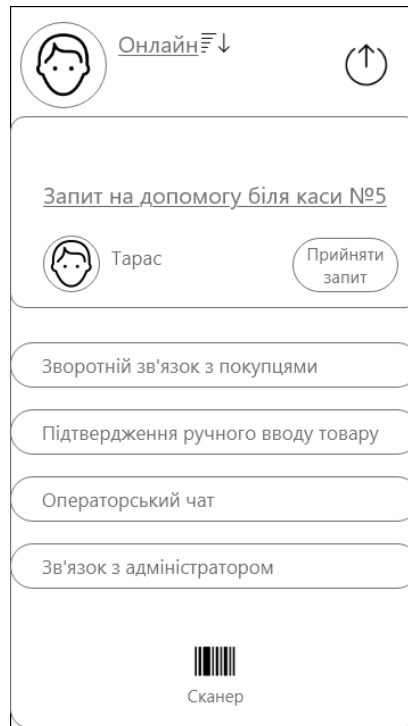 Онлайн
Запит на допомогу біля каси №5
Тарас
Прийняти
запит
Зворотній зв'язок з покупцями
Підтвердження ручного вводу товару
Операторський чат
Зв'язок з адміністратором
Сканер